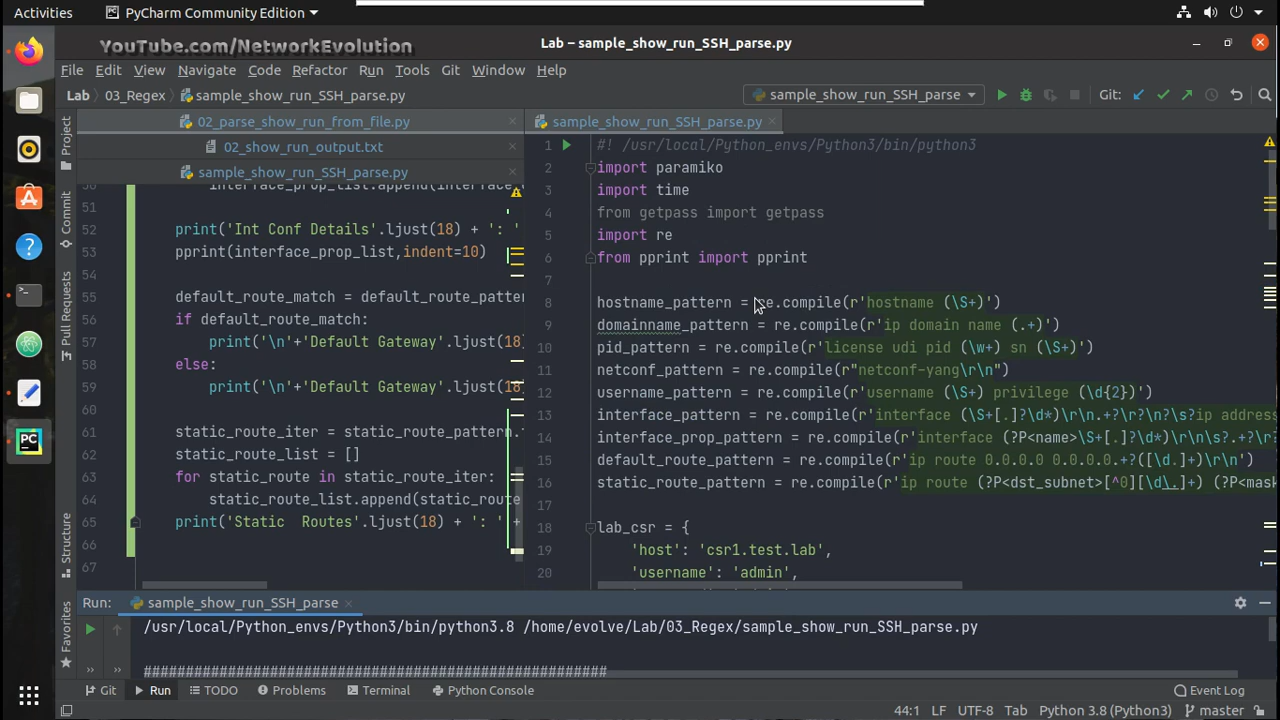 Activities
PyCharm Community Edition
YouTube.com/NetworkEvolution
Lab – sample_show_run_SSH_parse.py
File Edit View Navigate Code Refactor Run Tools Git Window Help
Lab 03_Regex sample_show_run_SSH_parse.py
sample_show_run_SSH_parse
Git:
Project
Commit
Pull Requests
Structure
Favorites
02_parse_show_run_from_file.py
02_show_run_output.txt
sample_show_run_SSH_parse.py
interface_prop_list.append(interface
51
52 print('Int Conf Details'.ljust(18) + ': '
53 pprint(interface_prop_list,indent=10)
54
55 default_route_match = default_route_patter
56 if default_route_match:
57 print('\n'+'Default Gateway'.ljust(18)
58 else:
59 print('\n'+'Default Gateway'.ljust(18)
60
61 static_route_iter = static_route_pattern.
62 static_route_list = []
63 for static_route in static_route_iter:
64 static_route_list.append(static_route
65 print('Static  Routes'.ljust(18) + ': ' +
66
67
sample_show_run_SSH_parse.py
1 #! /usr/local/Python_envs/Python3/bin/python3
2 import paramiko
3 import time
4 from getpass import getpass
5 import re
6 from pprint import pprint
7
8 hostname_pattern = re.compile(r'hostname (\S+)')
9 domainname_pattern = re.compile(r'ip domain name (.+)')
10 pid_pattern = re.compile(r'license udi pid (\w+) sn (\S+)')
11 netconf_pattern = re.compile(r"netconf-yang\r\n")
12 username_pattern = re.compile(r'username (\S+) privilege (\d{2})')
13 interface_pattern = re.compile(r'interface (\S+[.]?\d*)\r\n.+?\r?\n?\s?ip address
14 interface_prop_pattern = re.compile(r'interface (?P<name>\S+[.]?\d*)\r\n\s?.+?\r
15 default_route_pattern = re.compile(r'ip route 0.0.0.0 0.0.0.0.+?([\d.]+)\r\n')
16 static_route_pattern = re.compile(r'ip route (?P<dst_subnet>[^0][\d\.]+) (?P<mask
17
18 lab_csr = {
19 'host': 'csr1.test.lab',
20 'username': 'admin',
Run: sample_show_run_SSH_parse
/usr/local/Python_envs/Python3/bin/python3.8 /home/evolve/Lab/03_Regex/sample_show_run_SSH_parse.py
#######################################################
Git Run TODO Problems Terminal Python Console Event Log
44:1 LF UTF-8 Tab Python 3.8 (Python3) master